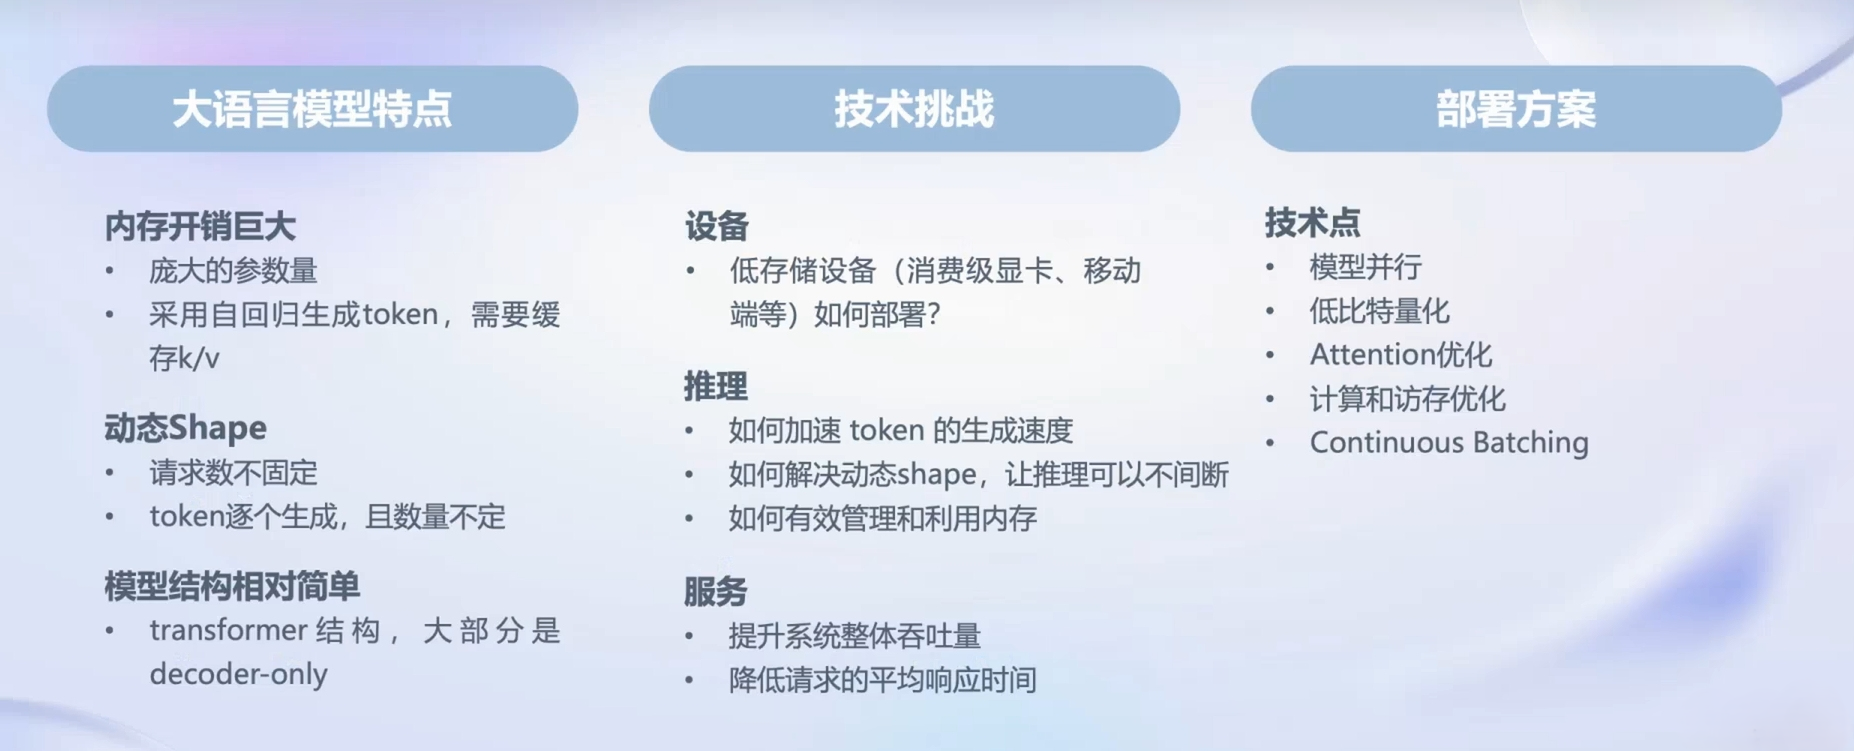 大语言模型特点
内存开销巨大
• 庞大的参数量
• 采用自回归生成token，需要缓
存k/v
动态Shape
• 请求数不固定
• token逐个生成，且数量不定
模型结构相对简单
• transformer结构，大部分是
decoder-only
技术挑战
设备
• 低存储设备（消费级显卡、移动
端等）如何部署？
推理
• 如何加速 token 的生成速度
• 如何解决动态shape，让推理可以不间断
• 如何有效管理和利用内存
服务
• 提升系统整体吞吐量
• 降低请求的平均响应时间
部署方案
技术点
• 模型并行
• 低比特量化
• Attention优化
• 计算和访存优化
• Continuous Batching